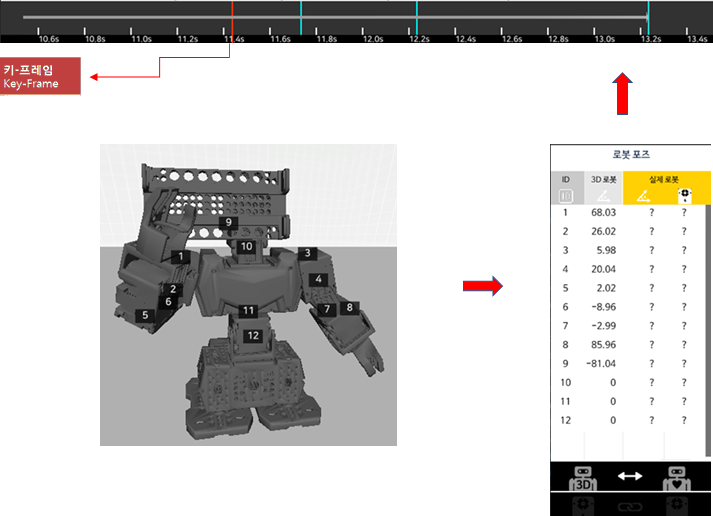 10.6s 10.8s 11.0s 11.2s 11.4s 11.6s 11.8s 12.0s 12.2s 12.4s 12.6s 12.8s 13.0s 13.2s 13.4s
키-프레임
Key-Frame
로봇 포즈
ID 3D 로봇 실제 로봇
1 68.03 ? ?
2 26.02 ? ?
3 5.98 ? ?
4 20.04 ? ?
5 2.02 ? ?
6 -8.96 ? ?
7 -2.99 ? ?
8 85.96 ? ?
9 -81.04 ? ?
10 0 ? ?
11 0 ? ?
12 0 ? ?
3D
9
10
1
3
4
2
6
5
7
8
11
12